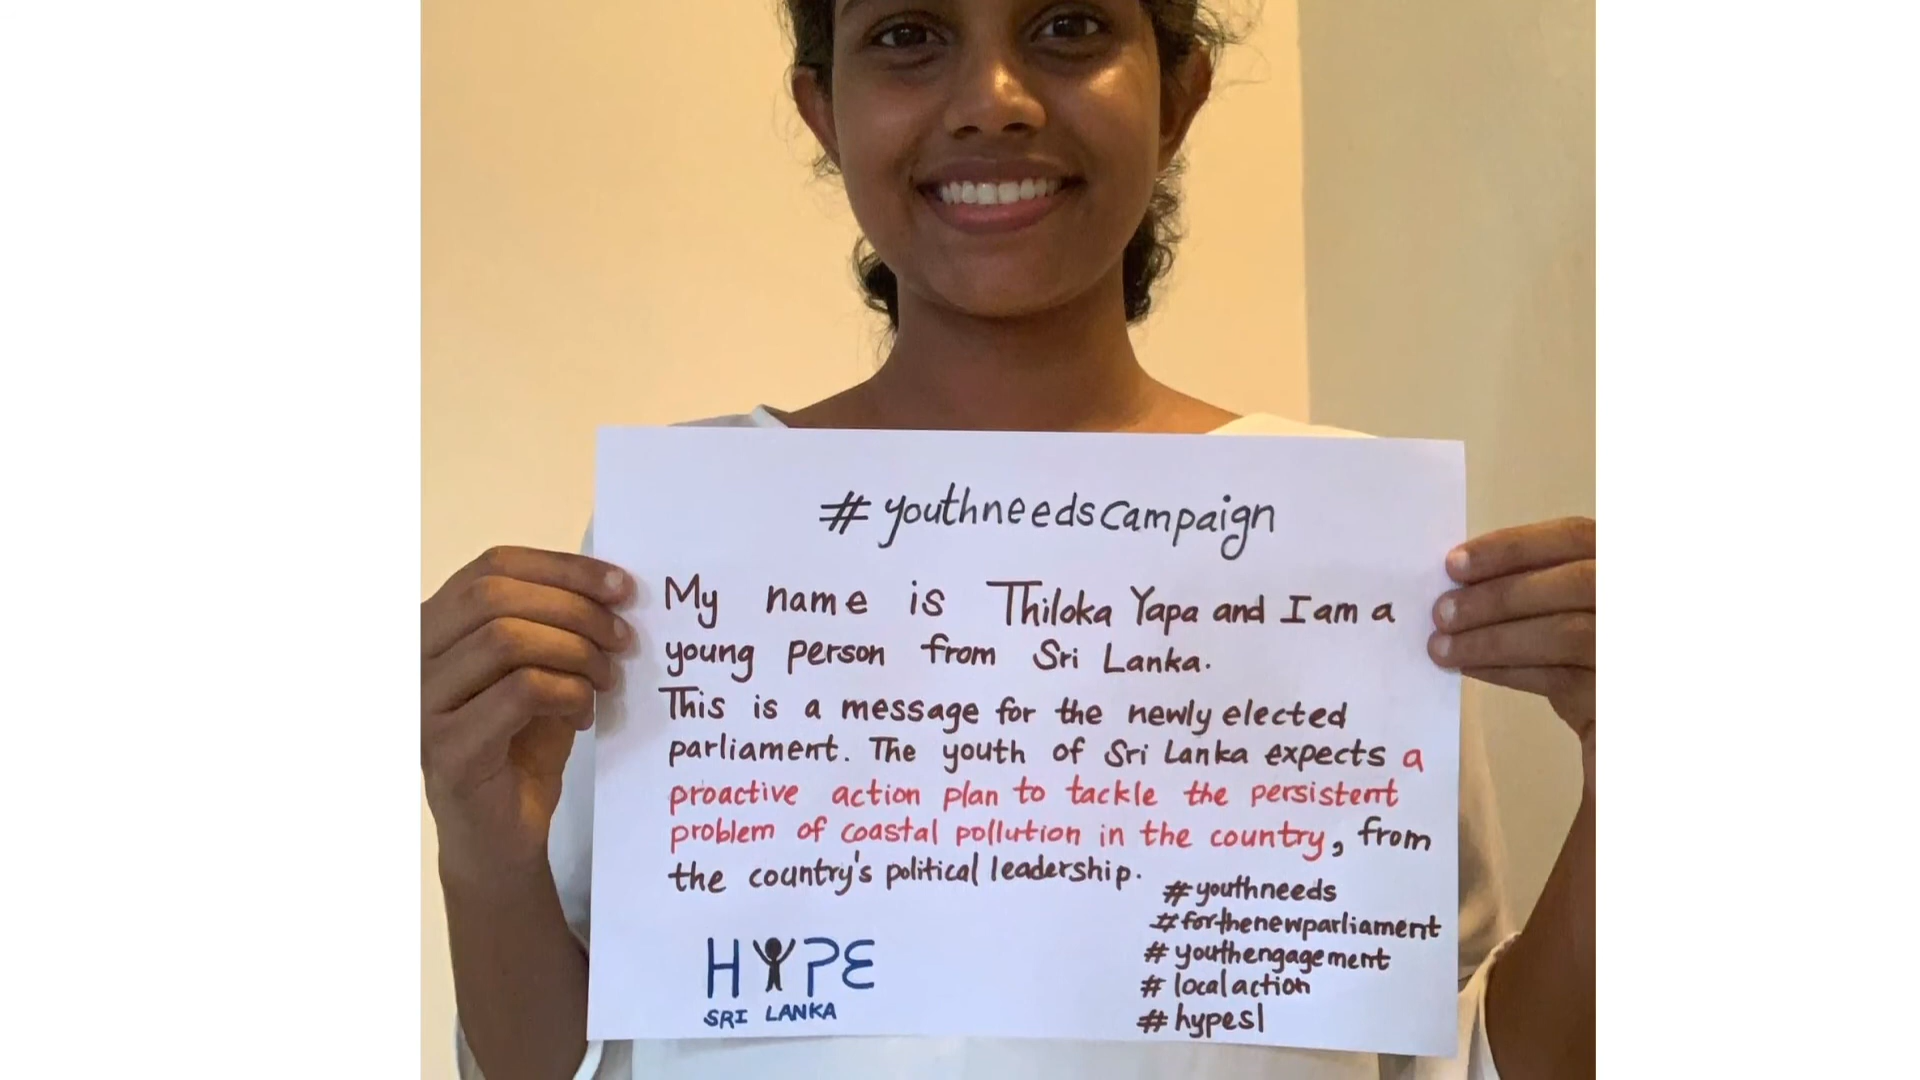 #youthneedscampaign
My name is Thiloka Yapa and I am a
young person from Sri Lanka.
This is a message for the newly elected
parliament. The youth of Sri Lanka expects a
proactive action plan to tackle the persistent
problem of coastal pollution in the country, from
the country's political leadership.
#youthneeds
#forthenewparliament
#youthengagement
#localaction
#hypesl
HYPE
SRI LANKA